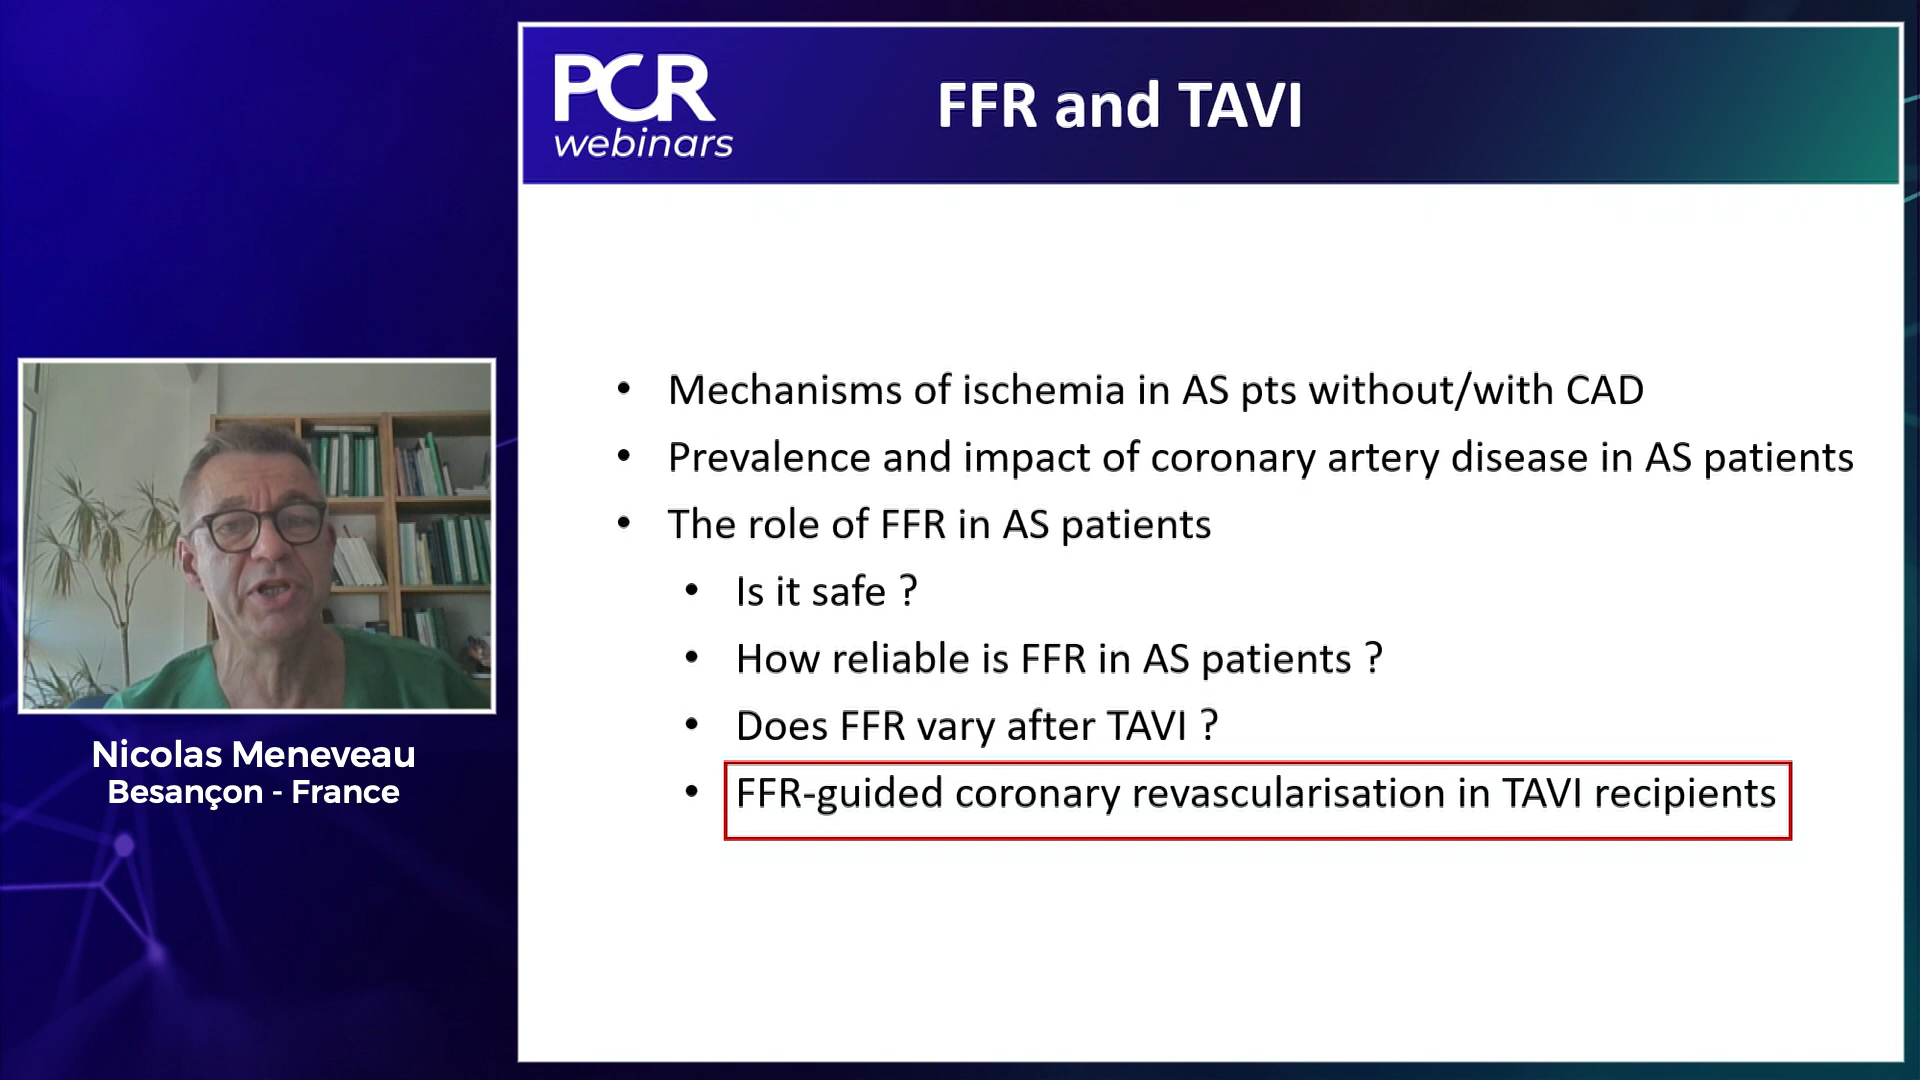 PCR
webinars
FFR and TAVI
• Mechanisms of ischemia in AS pts without/with CAD
• Prevalence and impact of coronary artery disease in AS patients
• The role of FFR in AS patients
• Is it safe ?
• How reliable is FFR in AS patients ?
• Does FFR vary after TAVI ?
• FFR-guided coronary revascularisation in TAVI recipients
Nicolas Meneveau
Besançon - France